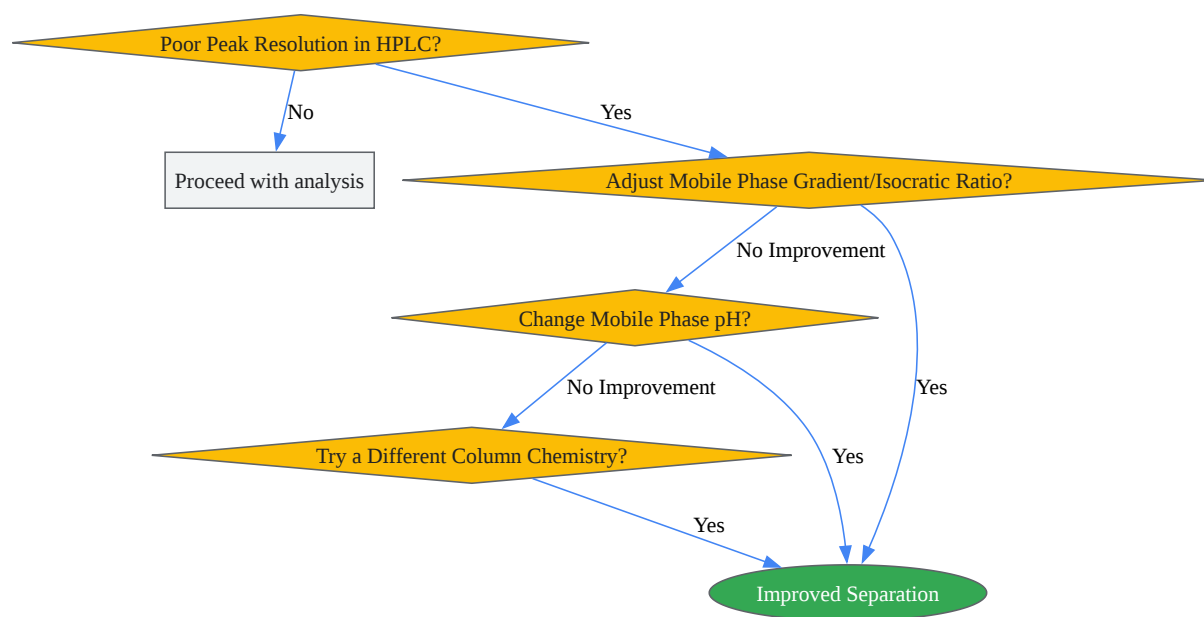 Poor Peak Resolution in HPLC?
No
Yes
Proceed with analysis
Adjust Mobile Phase Gradient/Isocratic Ratio?
No Improvement
Change Mobile Phase pH?
No Improvement
Yes
Try a Different Column Chemistry?
Yes
Yes
Improved Separation